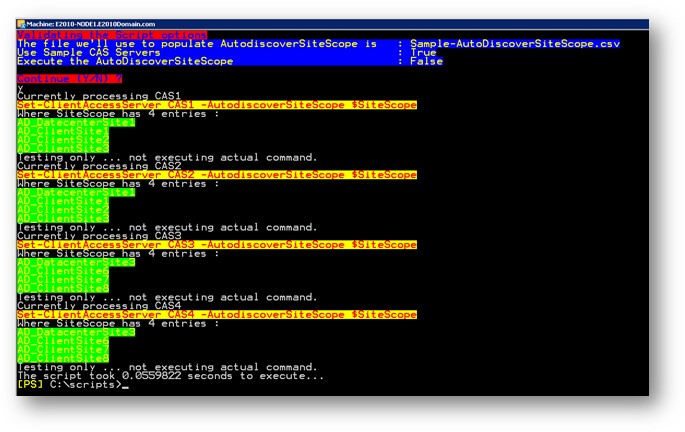 Machine: E2010-NODE1.E2010Domain.com
Validating the Script options
The file we'll use to populate AutodiscoverSiteScope is : Sample-AutoDiscoverSiteScope.csv
Use Sample CAS Servers : True
Execute the AutoDiscoverSiteScope : False
Continue (Y/N) ?
y
Currently processing CAS1
Set-ClientAccessServer CAS1 -AutodiscoverSiteScope $SiteScope
Where SiteScope has 4 entries :
AD_DatecenterSite1
AD_ClientSite1
AD_ClientSite2
AD_ClientSite3
Testing only ... not executing actual command.
Currently processing CAS2
Set-ClientAccessServer CAS2 -AutodiscoverSiteScope $SiteScope
Where SiteScope has 4 entries :
AD_DatecenterSite1
AD_ClientSite1
AD_ClientSite2
AD_ClientSite3
Testing only ... not executing actual command.
Currently processing CAS3
Set-ClientAccessServer CAS3 -AutodiscoverSiteScope $SiteScope
Where SiteScope has 4 entries :
AD_DatacenterSite3
AD_ClientSite6
AD_ClientSite7
AD_ClientSite8
Testing only ... not executing actual command.
Currently processing CAS4
Set-ClientAccessServer CAS4 -AutodiscoverSiteScope $SiteScope
Where SiteScope has 4 entries :
AD_DatacenterSite3
AD_ClientSite6
AD_ClientSite7
AD_ClientSite8
Testing only ... not executing actual command.
The script took 0.0559822 seconds to execute...
[PS] C:\scripts>_